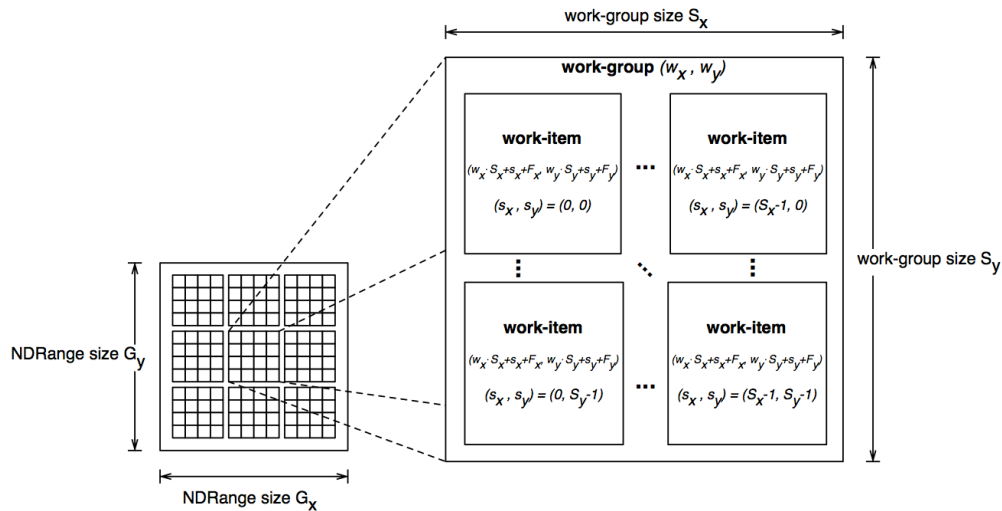 work-group size Sx
work-group (wx , wy)
work-item
(wx· Sx+sx+Fx, wy· Sy+sy+Fy)
(sx , sy) = (0, 0)
...
work-item
(wx· Sx+sx+Fx, wy· Sy+sy+Fy)
(sx , sy) = (Sx-1, 0)
work-group size Sy
work-item
(wx· Sx+sx+Fx, wy· Sy+sy+Fy)
(sx , sy) = (0, Sy-1)
...
work-item
(wx· Sx+sx+Fx, wy· Sy+sy+Fy)
(sx , sy) = (Sx-1, Sy-1)
NDRange size Gy
NDRange size Gx